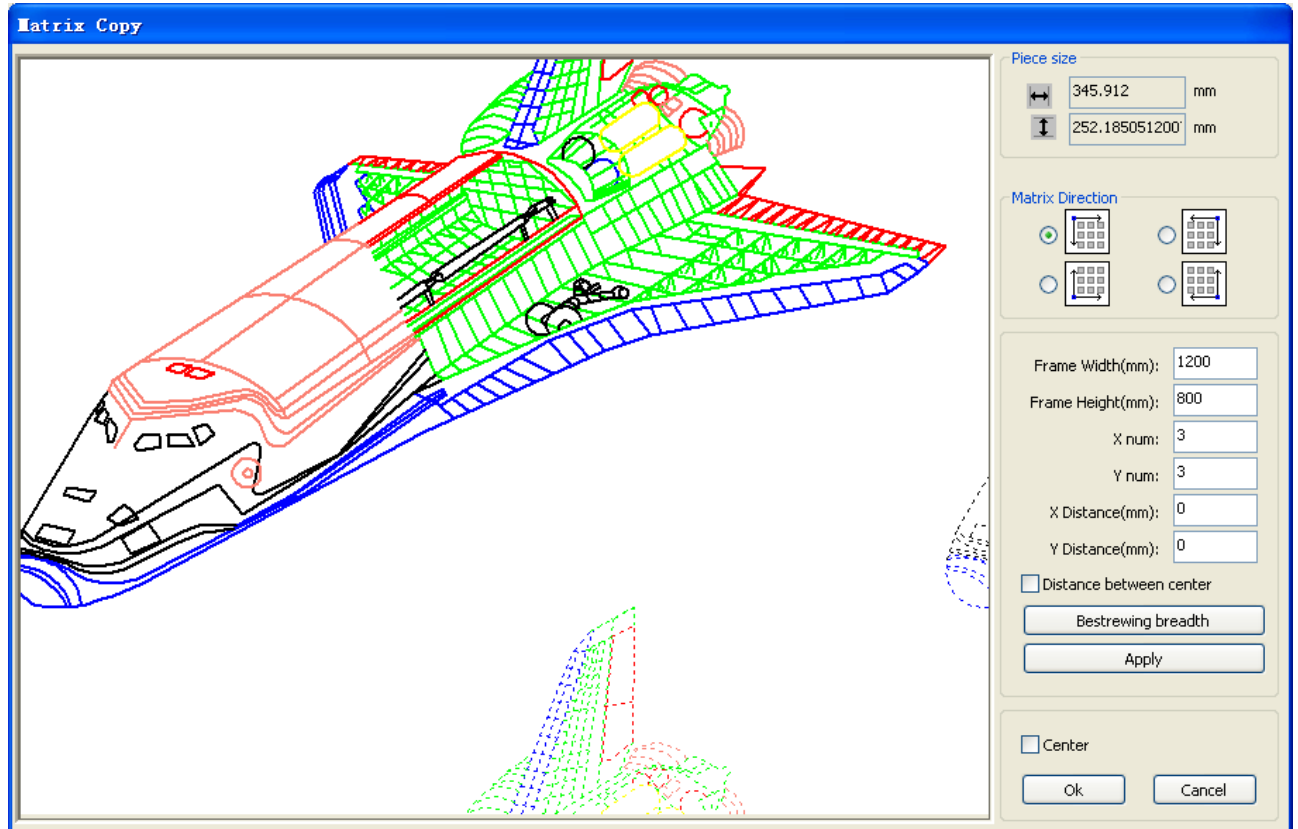 Matrix Copy
Piece size
345.912 mm
252.185051200 mm
Matrix Direction
Frame Width(mm): 1200
Frame Height(mm): 800
X num: 3
Y num: 3
X Distance(mm): 0
Y Distance(mm): 0
Distance between center
Bestrewing breadth
Apply
Center
Ok Cancel